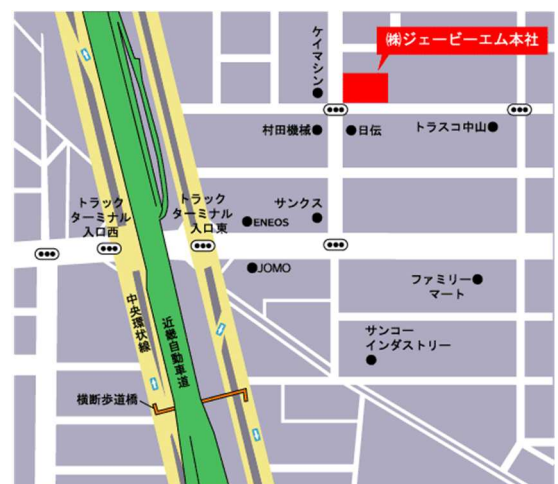 ㈱ジェービーエム本社
ケイマシン
村田機械
日伝
トラスコ中山
トラック
ターミナル
入口西
トラック
ターミナル
入口東
サンクス
ENEOS
JOMO
ファミリー
マート
中央環状線
近畿自動車道
サンコー
インダストリー
横断歩道橋